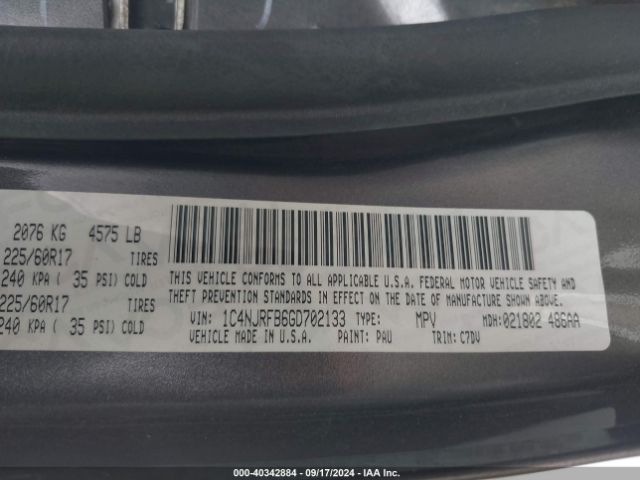 2076 KG 4575 LB
225/60R17 TIRES
240 KPA ( 35 PSI) COLD
225/60R17 TIRES
240 KPA ( 35 PSI) COLD
THIS VEHICLE CONFORMS TO ALL APPLICABLE U.S.A. FEDERAL MOTOR VEHICLE SAFETY AND
THEFT PREVENTION STANDARDS IN EFFECT ON THE DATE OF MANUFACTURE SHOWN ABOVE.
VIN: 1C4NJRFB6GD702133 TYPE: MPV MDH:021802 486AA
VEHICLE MADE IN U.S.A. PAINT: PAU TRIM: C7DV
000-40342884 - 09/17/2024 - IAA Inc.